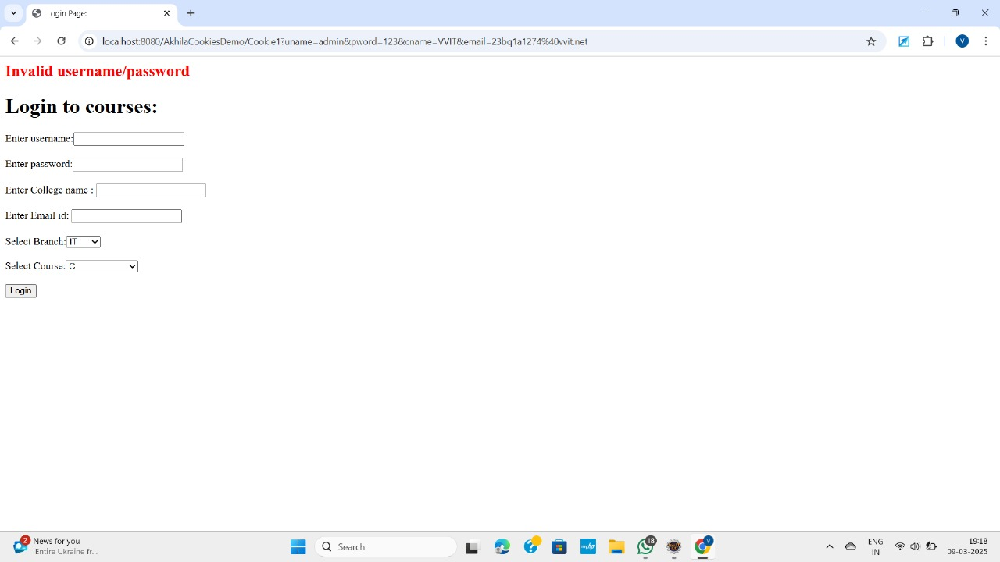 Login Page:
localhost:8080/AkhilaCookiesDemo/Cookie1?uname=admin&pword=123&cname=VVIT&email=23bq1a1274%40vvit.net
V
Invalid username/password
Login to courses:
Enter username:
Enter password:
Enter College name :
Enter Email id:
Select Branch: IT
Select Course: C
Login
2
News for you
Entire Ukraine fr...
Search
myhp
18
V
ENG
IN
19:18
09-03-2025